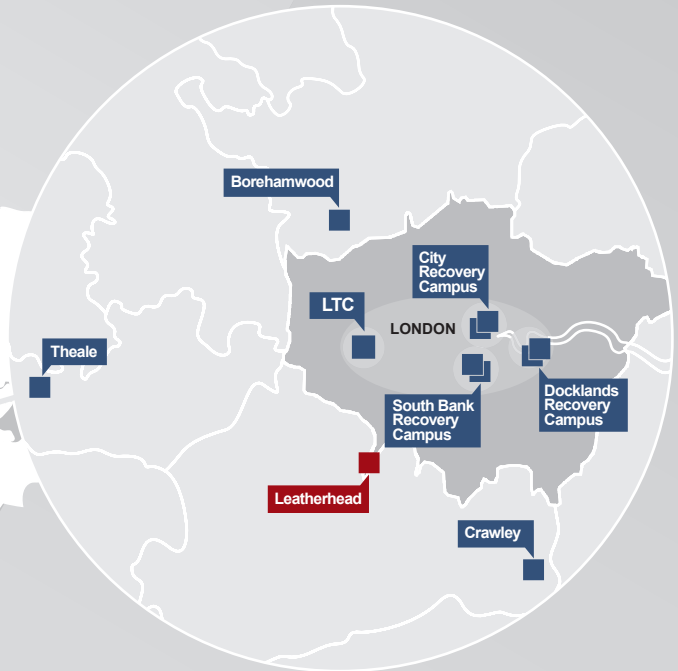 Borehamwood
City
Recovery
Campus
LTC
LONDON
Theale
South Bank
Recovery
Campus
Docklands
Recovery
Campus
Leatherhead
Crawley